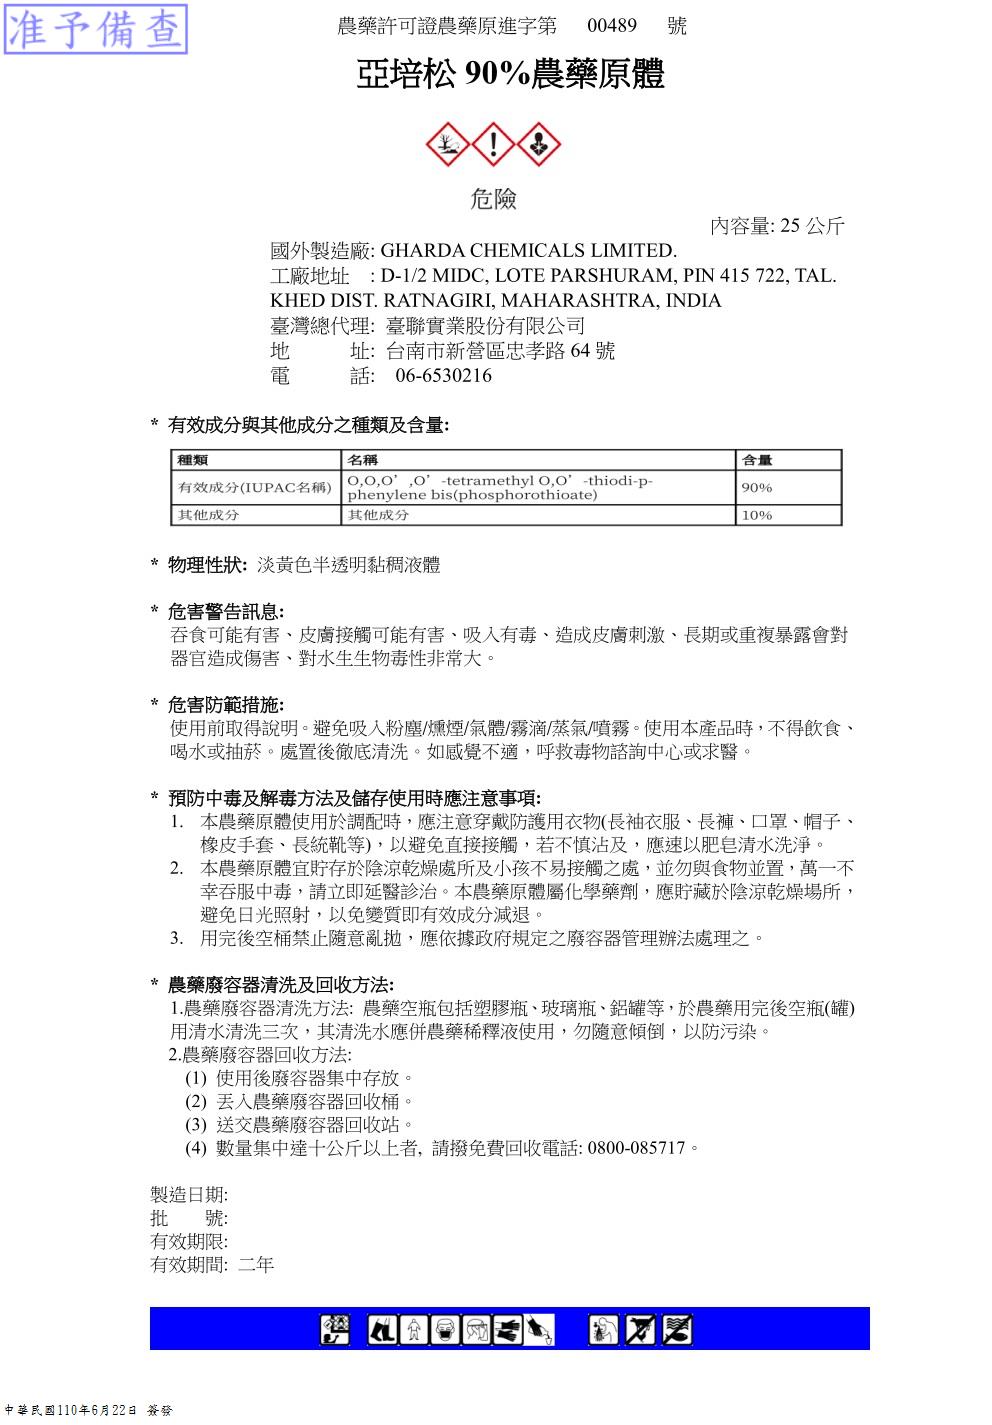 准予備查
農藥許可證農藥原進字第 00489 號
亞培松 90%農藥原體
危險
內容量: 25 公斤
國外製造廠: GHARDA CHEMICALS LIMITED.
工廠地址 : D-1/2 MIDC, LOTE PARSHURAM, PIN 415 722, TAL.
KHED DIST. RATNAGIRI, MAHARASHTRA, INDIA
臺灣總代理: 臺聯實業股份有限公司
地 址: 台南市新營區忠孝路 64 號
電 話: 06-6530216
* 有效成分與其他成分之種類及含量:
種類 名稱 含量
有效成分(IUPAC名稱) O,O,O’,O’-tetramethyl O,O’-thiodi-p- 90%
phenylene bis(phosphorothioate)
其他成分 其他成分 10%
* 物理性狀: 淡黃色半透明黏稠液體
* 危害警告訊息:
吞食可能有害、皮膚接觸可能有害、吸入有毒、造成皮膚刺激、長期或重複暴露會對
器官造成傷害、對水生生物毒性非常大。
* 危害防範措施:
使用前取得說明。避免吸入粉塵/燻煙/氣體/霧滴/蒸氣/噴霧。使用本產品時，不得飲食、
喝水或抽菸。處置後徹底清洗。如感覺不適，呼救毒物諮詢中心或求醫。
* 預防中毒及解毒方法及儲存使用時應注意事項:
1. 本農藥原體使用於調配時，應注意穿戴防護用衣物(長袖衣服、長褲、口罩、帽子、
橡皮手套、長統靴等)，以避免直接接觸，若不慎沾及，應速以肥皂清水洗淨。
2. 本農藥原體宜貯存於陰涼乾燥處所及小孩不易接觸之處，並勿與食物並置，萬一不
幸吞服中毒，請立即延醫診治。本農藥原體屬化學藥劑，應貯藏於陰涼乾燥場所，
避免日光照射，以免變質即有效成分減退。
3. 用完後空桶禁止隨意亂拋，應依據政府規定之廢容器管理辦法處理之。
* 農藥廢容器清洗及回收方法:
1.農藥廢容器清洗方法: 農藥空瓶包括塑膠瓶、玻璃瓶、鋁罐等，於農藥用完後空瓶(罐)
用清水清洗三次，其清洗水應併農藥稀釋液使用，勿隨意傾倒，以防污染。
2.農藥廢容器回收方法:
(1) 使用後廢容器集中存放。
(2) 丟入農藥廢容器回收桶。
(3) 送交農藥廢容器回收站。
(4) 數量集中達十公斤以上者, 請撥免費回收電話: 0800-085717。
製造日期:
批 號:
有效期限:
有效期間: 二年
中華民國110年6月22日 簽發